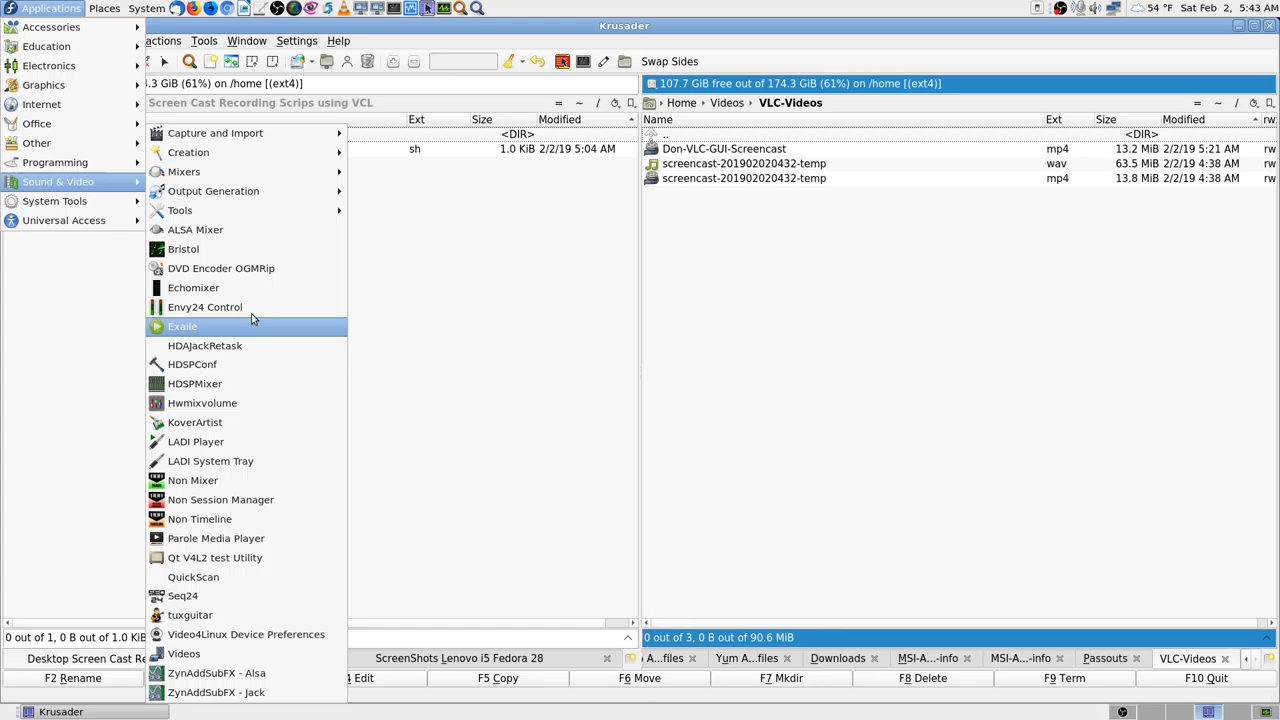 Applications Places System 54 °F Sat Feb 2, 5:43 AM
Krusader
Accessories
Education
Electronics
Graphics
Internet
Office
Other
Programming
Sound & Video
System Tools
Universal Access
actions Tools Window Settings Help
Swap Sides
.3 GiB (61%) on /home [(ext4)]
107.7 GiB free out of 174.3 GiB (61%) on /home [(ext4)]
Screen Cast Recording Scrips using VCL = ~ /
Home Videos VLC-Videos = ~ /
Ext Size Modified
Name Ext Size Modified rw
<DIR>
sh 1.0 KiB 2/2/19 5:04 AM
.. <DIR>
Don-VLC-GUI-Screencast mp4 13.2 MiB 2/2/19 5:21 AM rw
screencast-201902020432-temp wav 63.5 MiB 2/2/19 4:38 AM rw
screencast-201902020432-temp mp4 13.8 MiB 2/2/19 4:38 AM rw
Capture and Import
Creation
Mixers
Output Generation
Tools
ALSA Mixer
Bristol
DVD Encoder OGMRip
Echomixer
Envy24 Control
Exaile
HDAJackRetask
HDSPConf
HDSPMixer
Hwmixvolume
KoverArtist
LADI Player
LADI System Tray
Non Mixer
Non Session Manager
Non Timeline
Parole Media Player
Qt V4L2 test Utility
QuickScan
Seq24
tuxguitar
Video4Linux Device Preferences
Videos
ZynAddSubFX - Alsa
ZynAddSubFX - Jack
0 out of 1, 0 B out of 1.0 KiB
0 out of 3, 0 B out of 90.6 MiB
Desktop Screen Cast Re ScreenShots Lenovo i5 Fedora 28
A...files Yum A...files Downloads MSI-A...-info MSI-A...-info Passouts VLC-Videos
F2 Rename 4 Edit F5 Copy F6 Move F7 Mkdir F8 Delete F9 Term F10 Quit
Krusader